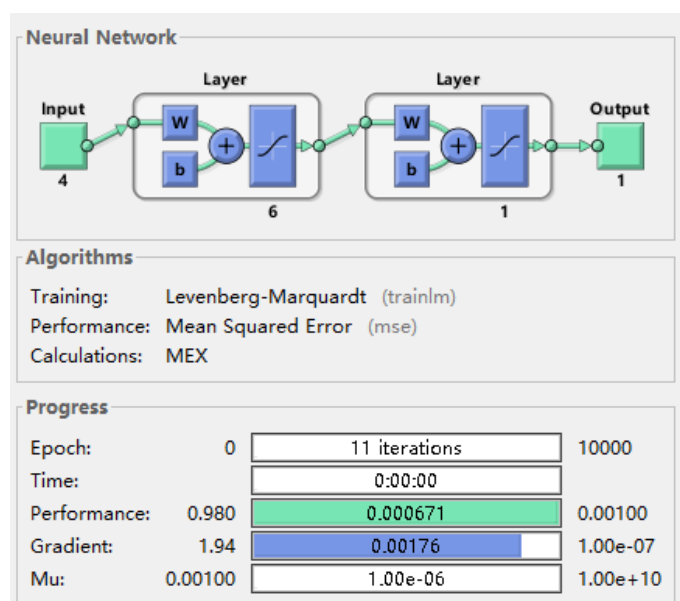 Neural Network
Layer Layer
Input Output
W W
b b
4 6 1 1
Algorithms
Training: Levenberg-Marquardt (trainlm)
Performance: Mean Squared Error (mse)
Calculations: MEX
Progress
Epoch: 0 11 iterations 10000
Time: 0:00:00
Performance: 0.980 0.000671 0.00100
Gradient: 1.94 0.00176 1.00e-07
Mu: 0.00100 1.00e-06 1.00e+10